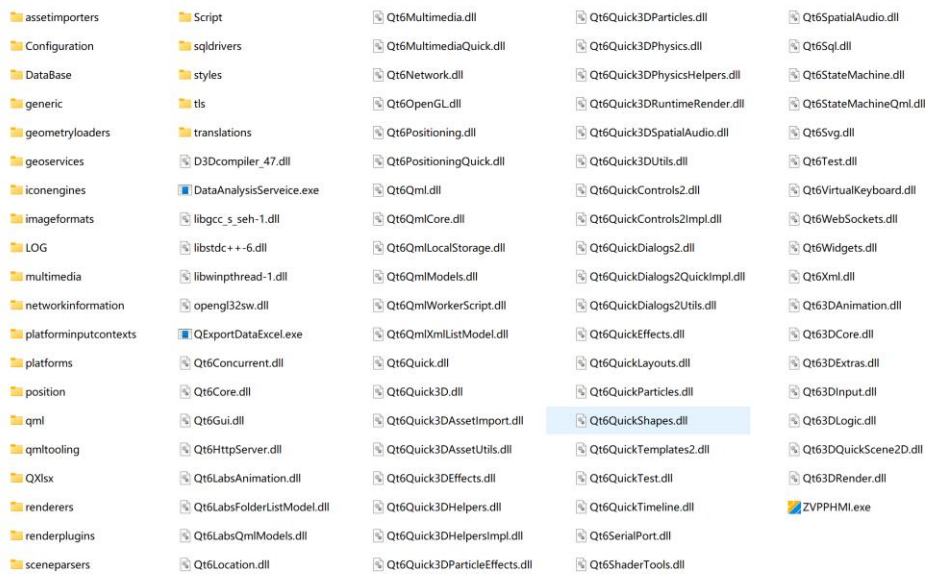 assetimporters
Configuration
DataBase
generic
geometryloaders
geoservices
iconengines
imageformats
LOG
multimedia
networkinformation
platforminputcontexts
platforms
position
qml
qmltooling
QXlsx
renderers
renderplugins
sceneparsers
Script
sqldrivers
styles
tls
translations
D3Dcompiler_47.dll
DataAnalysisServeice.exe
libgcc_s_seh-1.dll
libstdc++-6.dll
libwinpthread-1.dll
opengl32sw.dll
QExportDataExcel.exe
Qt6Concurrent.dll
Qt6Core.dll
Qt6Gui.dll
Qt6HttpServer.dll
Qt6LabsAnimation.dll
Qt6LabsFolderListModel.dll
Qt6LabsQmlModels.dll
Qt6Location.dll
Qt6Multimedia.dll
Qt6MultimediaQuick.dll
Qt6Network.dll
Qt6OpenGL.dll
Qt6Positioning.dll
Qt6PositioningQuick.dll
Qt6Qml.dll
Qt6QmlCore.dll
Qt6QmlLocalStorage.dll
Qt6QmlModels.dll
Qt6QmlWorkerScript.dll
Qt6QmlXmlListModel.dll
Qt6Quick.dll
Qt6Quick3D.dll
Qt6Quick3DAssetImport.dll
Qt6Quick3DAssetUtils.dll
Qt6Quick3DEffects.dll
Qt6Quick3DHelpers.dll
Qt6Quick3DHelpersImpl.dll
Qt6Quick3DParticleEffects.dll
Qt6Quick3DParticles.dll
Qt6Quick3DPhysics.dll
Qt6Quick3DPhysicsHelpers.dll
Qt6Quick3DRuntimeRender.dll
Qt6Quick3DSpatialAudio.dll
Qt6Quick3DUtils.dll
Qt6QuickControls2.dll
Qt6QuickControls2Impl.dll
Qt6QuickDialogs2.dll
Qt6QuickDialogs2QuickImpl.dll
Qt6QuickDialogs2Utils.dll
Qt6QuickEffects.dll
Qt6QuickLayouts.dll
Qt6QuickParticles.dll
Qt6QuickShapes.dll
Qt6QuickTemplates2.dll
Qt6QuickTest.dll
Qt6QuickTimeline.dll
Qt6SerialPort.dll
Qt6ShaderTools.dll
Qt6SpatialAudio.dll
Qt6Sql.dll
Qt6StateMachine.dll
Qt6StateMachineQml.dll
Qt6Svg.dll
Qt6Test.dll
Qt6VirtualKeyboard.dll
Qt6WebSockets.dll
Qt6Widgets.dll
Qt6Xml.dll
Qt63DAnimation.dll
Qt63DCore.dll
Qt63DExtras.dll
Qt63DInput.dll
Qt63DLogic.dll
Qt63DQuickScene2D.dll
Qt63DRender.dll
ZVPPHMI.exe